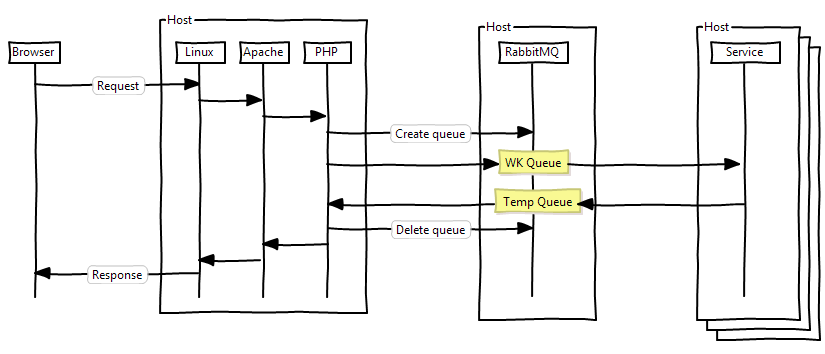 Host
Host
Host
Browser
Linux
Apache
PHP
RabbitMQ
Service
Request
Create queue
WK Queue
Temp Queue
Delete queue
Response